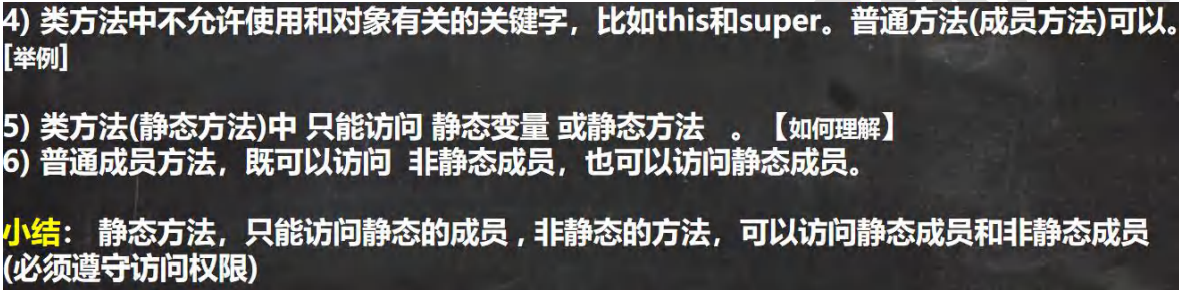 4) 类方法中不允许使用和对象有关的关键字，比如this和super。普通方法(成员方法)可以。
[举例]
5) 类方法(静态方法)中 只能访问 静态变量 或静态方法 。【如何理解】
6) 普通成员方法，既可以访问 非静态成员，也可以访问静态成员。
小结： 静态方法，只能访问静态的成员 , 非静态的方法，可以访问静态成员和非静态成员
(必须遵守访问权限)